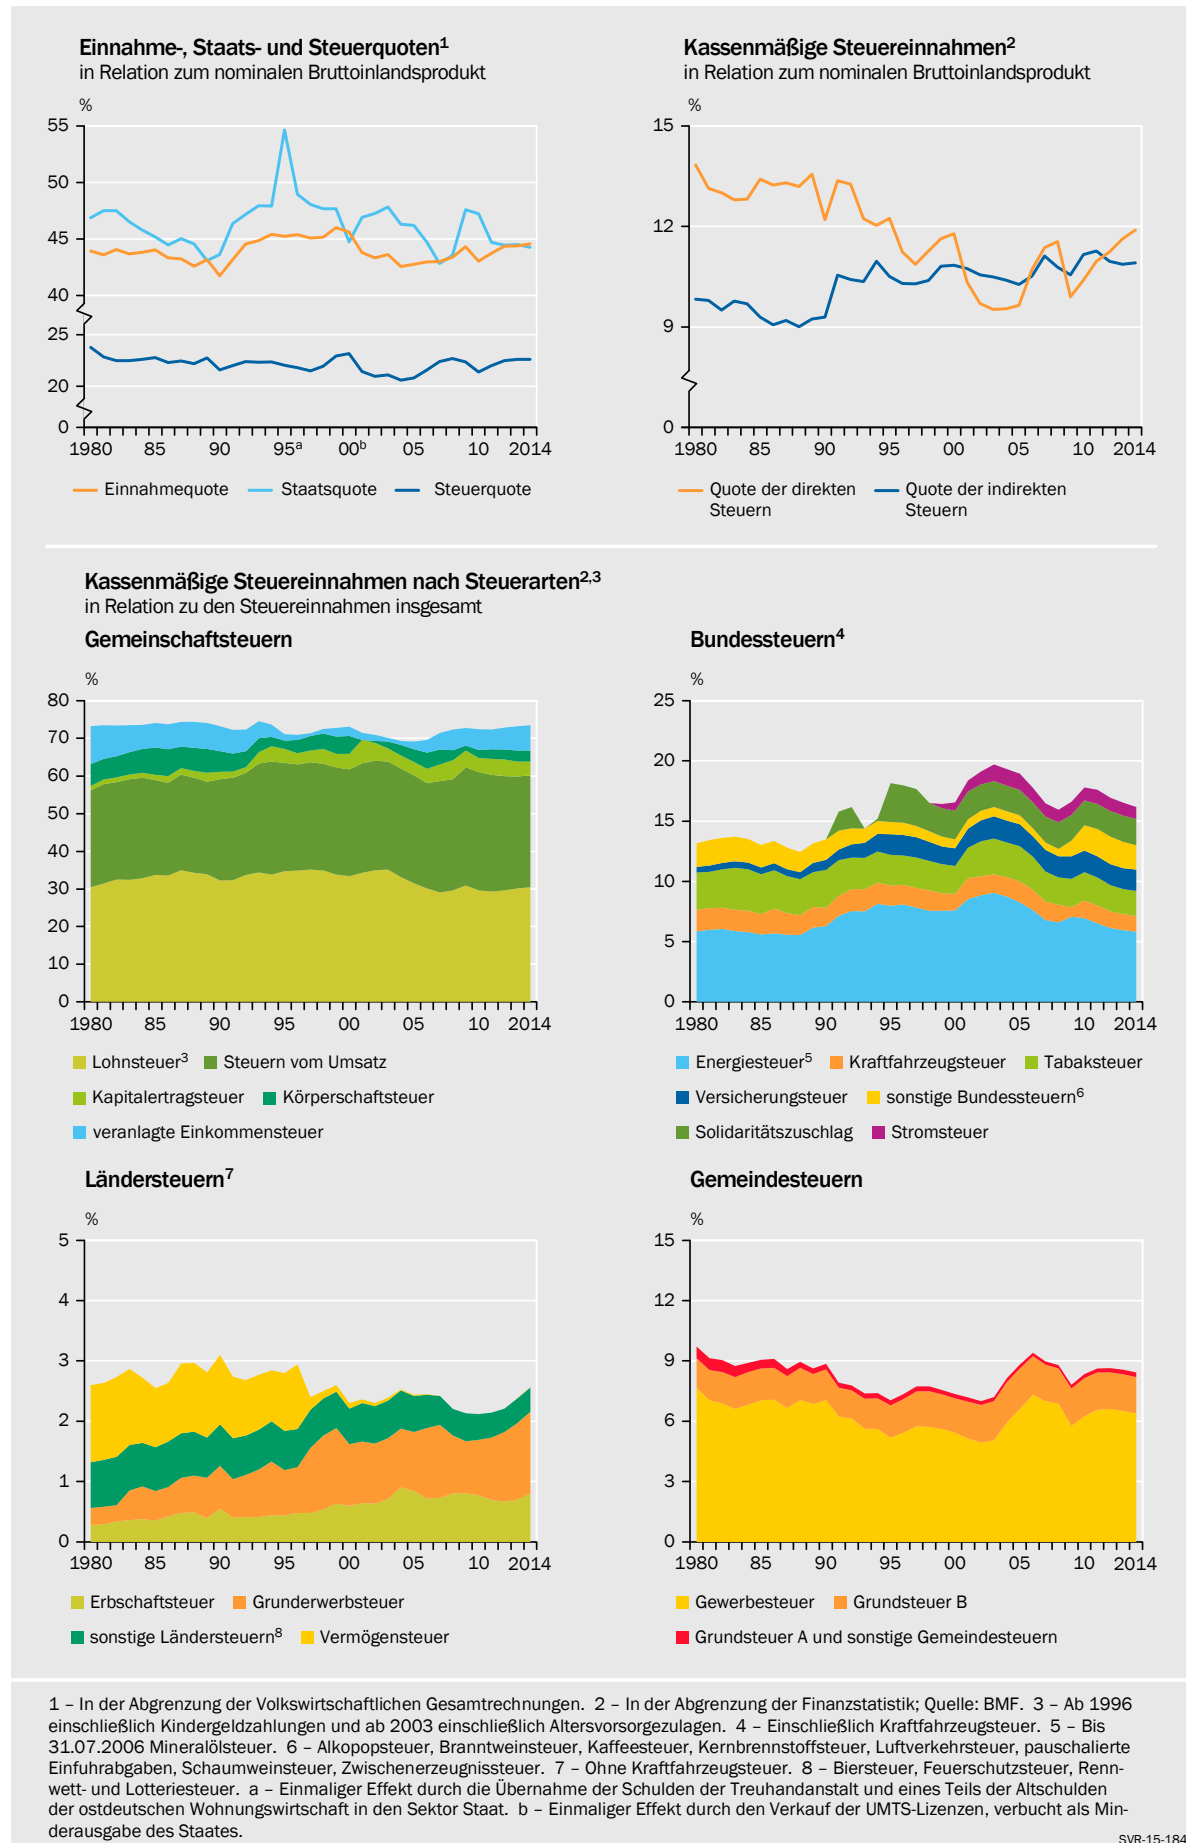 Einnahme-, Staats- und Steuerquoten¹
in Relation zum nominalen Bruttoinlandsprodukt
%
55
50
45
40
25
20
0
1980 85 90 95ᵃ 00ᵇ 05 10 2014
Einnahmequote Staatsquote Steuerquote
Kassenmäßige Steuereinnahmen²
in Relation zum nominalen Bruttoinlandsprodukt
%
15
12
9
0
1980 85 90 95 00 05 10 2014
Quote der direkten Steuern
Quote der indirekten Steuern
Kassenmäßige Steuereinnahmen nach Steuerarten²,³
in Relation zu den Steuereinnahmen insgesamt
Gemeinschaftsteuern
%
80
70
60
50
40
30
20
10
0
1980 85 90 95 00 05 10 2014
Lohnsteuer³ Steuern vom Umsatz
Kapitalertragsteuer Körperschaftsteuer
veranlagte Einkommensteuer
Bundessteuern⁴
%
25
20
15
10
5
0
1980 85 90 95 00 05 10 2014
Energiesteuer⁵ Kraftfahrzeugsteuer Tabaksteuer
Versicherungsteuer sonstige Bundessteuern⁶
Solidaritätszuschlag Stromsteuer
Ländersteuern⁷
%
5
4
3
2
1
0
1980 85 90 95 00 05 10 2014
Erbschaftsteuer Grunderwerbsteuer
sonstige Ländersteuern⁸ Vermögensteuer
Gemeindesteuern
%
15
12
9
6
3
0
1980 85 90 95 00 05 10 2014
Gewerbesteuer Grundsteuer B
Grundsteuer A und sonstige Gemeindesteuern
1 – In der Abgrenzung der Volkswirtschaftlichen Gesamtrechnungen. 2 – In der Abgrenzung der Finanzstatistik; Quelle: BMF. 3 – Ab 1996
einschließlich Kindergeldzahlungen und ab 2003 einschließlich Altersvorsorgezulagen. 4 – Einschließlich Kraftfahrzeugsteuer. 5 – Bis
31.07.2006 Mineralölsteuer. 6 – Alkopopsteuer, Branntweinsteuer, Kaffeesteuer, Kernbrennstoffsteuer, Luftverkehrsteuer, pauschalierte
Einfuhrabgaben, Schaumweinsteuer, Zwischenerzeugnissteuer. 7 – Ohne Kraftfahrzeugsteuer. 8 – Biersteuer, Feuerschutzsteuer, Renn-
wett- und Lotteriesteuer. a – Einmaliger Effekt durch die Übernahme der Schulden der Treuhandanstalt und eines Teils der Altschulden
der ostdeutschen Wohnungswirtschaft in den Sektor Staat. b – Einmaliger Effekt durch den Verkauf der UMTS-Lizenzen, verbucht als Min-
derausgabe des Staates.
SVR-15-184